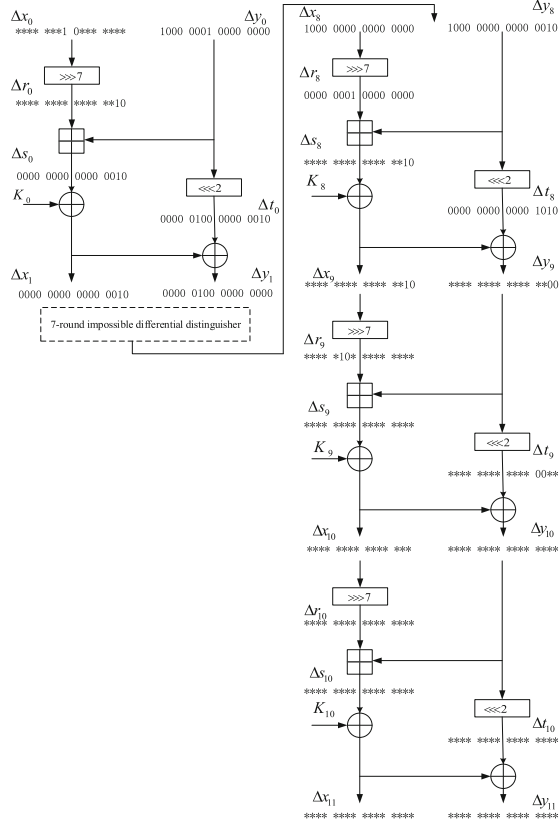 Δx₀ Δy₀
**** ***1 0*** **** 1000 0001 0000 0000
>>>7
Δr₀
**** **** **** **10
Δs₀
0000 0000 0000 0010
K₀
<<<2
Δt₀
0000 0100 0000 0010
Δx₁ Δy₁
0000 0000 0000 0010 0000 0100 0000 0000
7-round impossible differential distinguisher
Δx₈ Δy₈
1000 0000 0000 0000 1000 0000 0000 0010
>>>7
Δr₈
0000 0001 0000 0000
Δs₈
**** **** **** **10
K₈
<<<2
Δt₈
0000 0000 0000 1010
Δx₉ Δy₉
**** **** **** **10 **** **** **** **00
>>>7
Δr₉
**** *10* **** ****
Δs₉
**** **** **** ****
K₉
<<<2
Δt₉
**** **** **** 00**
Δx₁₀ Δy₁₀
**** **** **** *** **** **** **** ****
>>>7
Δr₁₀
**** **** **** ****
Δs₁₀
**** **** **** ****
K₁₀
<<<2
Δt₁₀
**** **** **** ****
Δx₁₁ Δy₁₁
**** **** **** **** **** **** **** ****